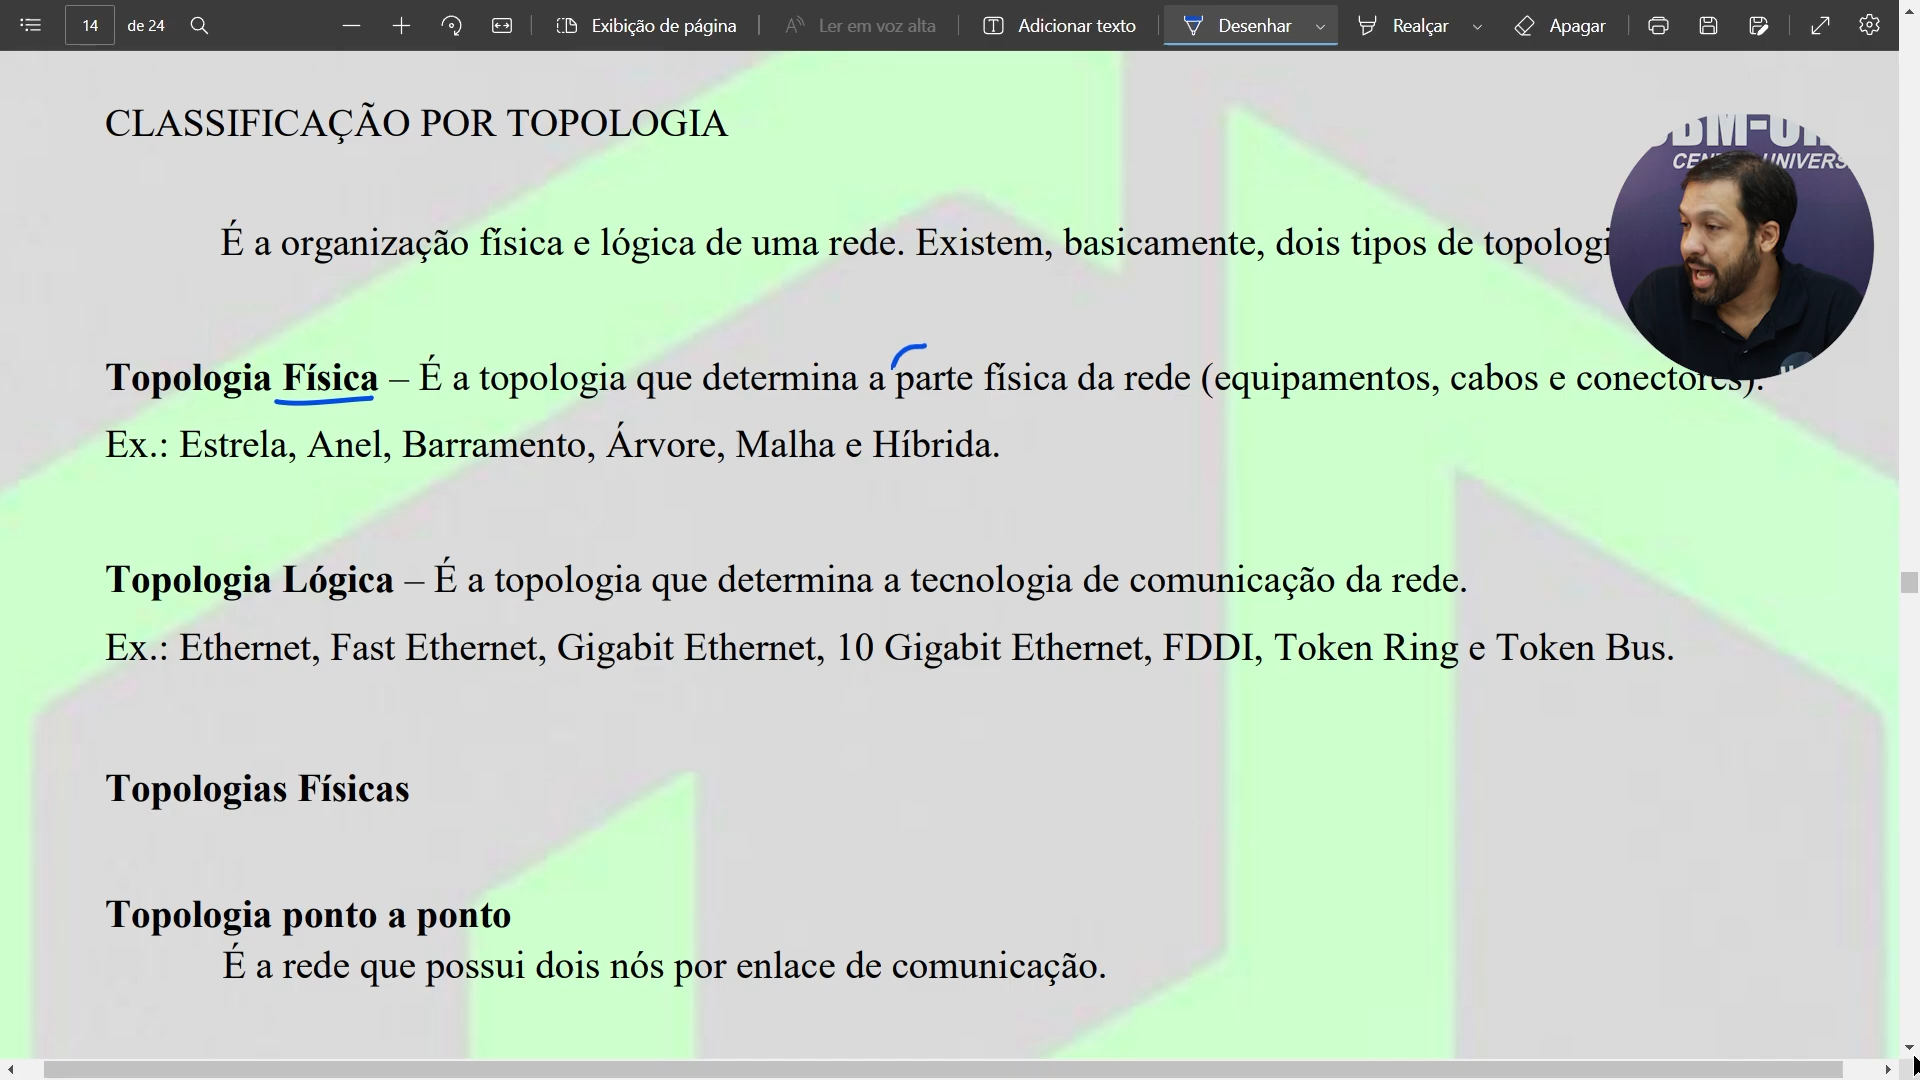 14 de 24 Exibição de página Ler em voz alta Adicionar texto Desenhar Realçar Apagar
CLASSIFICAÇÃO POR TOPOLOGIA
É a organização física e lógica de uma rede. Existem, basicamente, dois tipos de
Topologia Física – É a topologia que determina a parte física da rede (equipamentos, cabos e conectores).
Ex.: Estrela, Anel, Barramento, Árvore, Malha e Híbrida.
Topologia Lógica – É a topologia que determina a tecnologia de comunicação da rede.
Ex.: Ethernet, Fast Ethernet, Gigabit Ethernet, 10 Gigabit Ethernet, FDDI, Token Ring e Token Bus.
Topologias Físicas
Topologia ponto a ponto
É a rede que possui dois nós por enlace de comunicação.